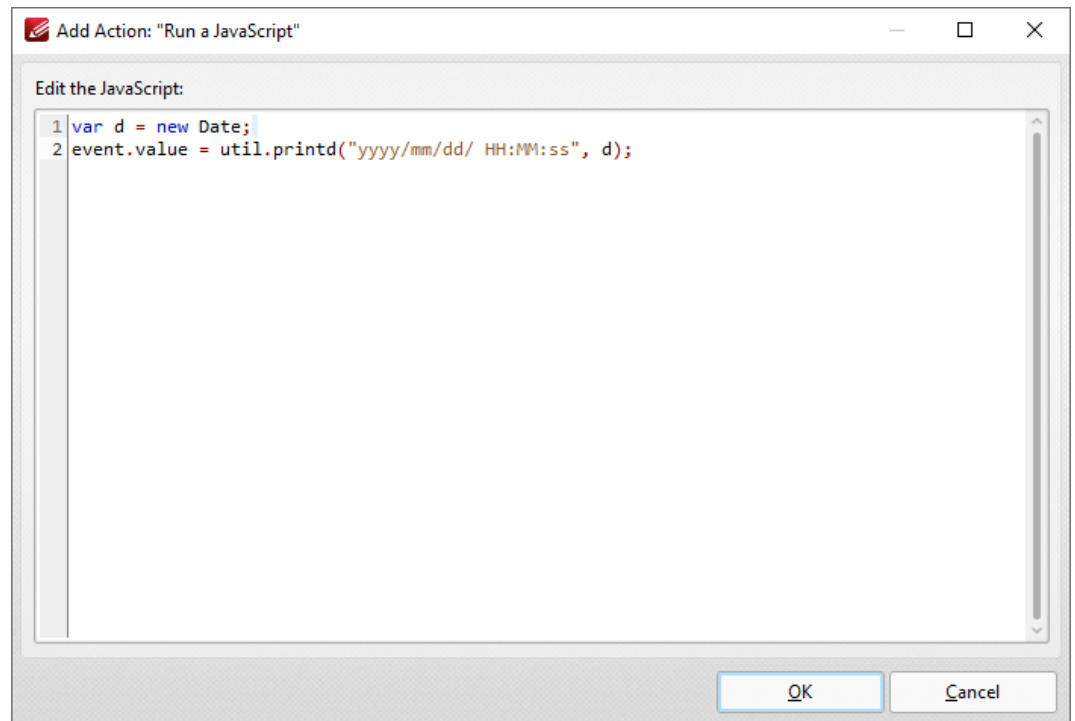 Add Action: "Run a JavaScript"
Edit the JavaScript:
1 var d = new Date;
2 event.value = util.printd("yyyy/mm/dd/ HH:MM:ss", d);
OK Cancel